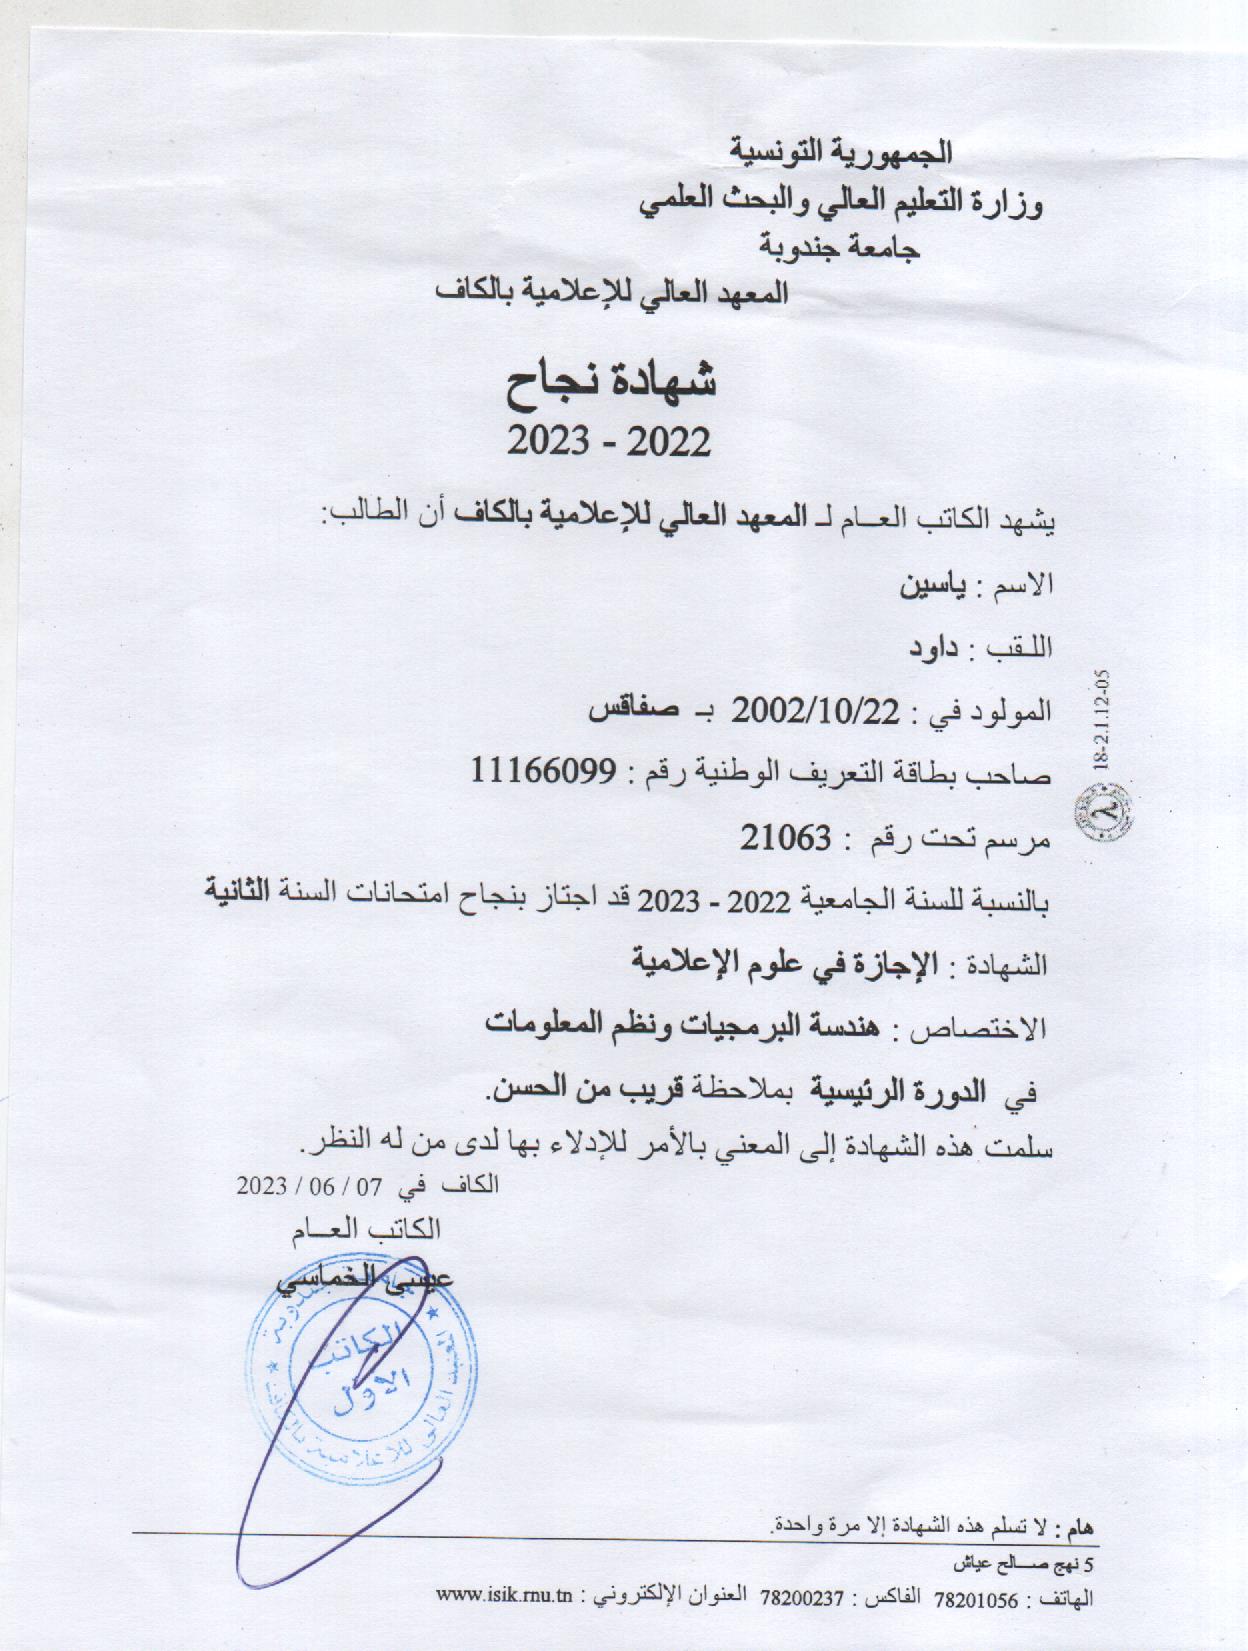 الجمهورية التونسية
وزارة التعليم العالي والبحث العلمي
جامعة جندوبة
المعهد العالي للإعلامية بالكاف
شهادة نجاح
2023 - 2022
يشهد الكاتب العـــام لـ المعهد العالي للإعلامية بالكاف أن الطالب:
الاسم : ياسين
اللـقب : داود
المولود في : 2002/10/22 بـ صفاقس
صاحب بطاقة التعريف الوطنية رقم : 11166099
مرسم تحت رقم : 21063
بالنسبة للسنة الجامعية 2022 - 2023 قد اجتاز بنجاح امتحانات السنة الثانية
الشهادة : الإجازة في علوم الإعلامية
الاختصاص : هندسة البرمجيات ونظم المعلومات
في الدورة الرئيسية بملاحظة قريب من الحسن.
سلمت هذه الشهادة إلى المعني بالأمر للإدلاء بها لدى من له النظر.
الكاف في 07 / 06 / 2023
الكاتب العـــام
عيسى الخماسي
الكاتب
الأول
المعهد العالي للإعلامية بالكاف
جندوبة
18-2.1.12-05
هام : لا تسلم هذه الشهادة إلا مرة واحدة.
5 نهج صـــالح عياش
الهاتف : 78201056 الفاكس : 78200237 العنوان الإلكتروني : www.isik.rnu.tn